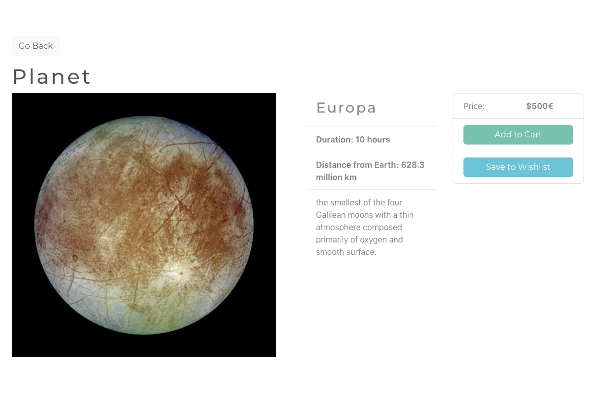 Go Back
Planet
Europa
Duration: 10 hours
Distance from Earth: 628.3
million km
the smallest of the four
Galilean moons with a thin
atmosphere composed
primarily of oxygen and
smooth surface.
Price: $500€
Add to Cart
Save to Wishlist